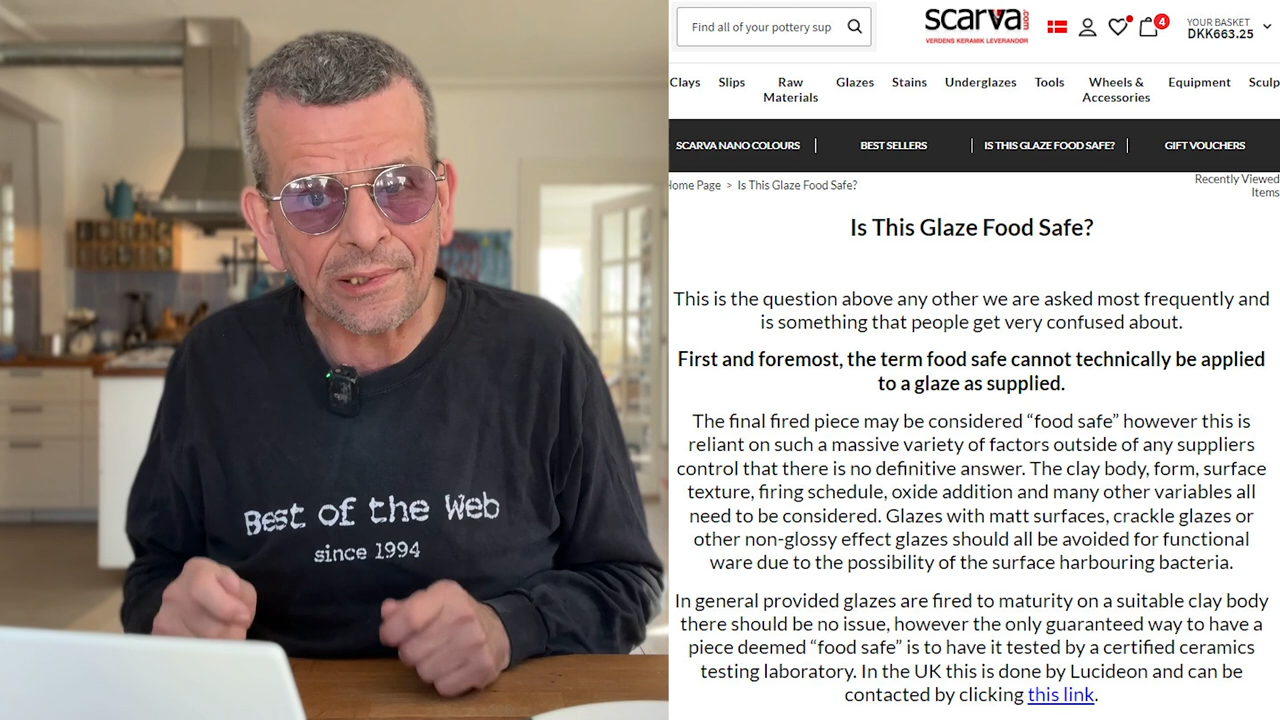 Best of the Web
since 1994
Find all of your pottery sup
scarva.com
VERDENS KERAMIK LEVERANDØR
4
YOUR BASKET
DKK663.25
Clays Slips Raw Materials Glazes Stains Underglazes Tools Wheels & Accessories Equipment Sculp
SCARVA NANO COLOURS | BEST SELLERS | IS THIS GLAZE FOOD SAFE? | GIFT VOUCHERS
Home Page > Is This Glaze Food Safe?
Recently Viewed
Items
Is This Glaze Food Safe?
This is the question above any other we are asked most frequently and
is something that people get very confused about.
First and foremost, the term food safe cannot technically be applied
to a glaze as supplied.
The final fired piece may be considered “food safe” however this is
reliant on such a massive variety of factors outside of any suppliers
control that there is no definitive answer. The clay body, form, surface
texture, firing schedule, oxide addition and many other variables all
need to be considered. Glazes with matt surfaces, crackle glazes or
other non-glossy effect glazes should all be avoided for functional
ware due to the possibility of the surface harbouring bacteria.
In general provided glazes are fired to maturity on a suitable clay body
there should be no issue, however the only guaranteed way to have a
piece deemed “food safe” is to have it tested by a certified ceramics
testing laboratory. In the UK this is done by Lucideon and can be
contacted by clicking this link.